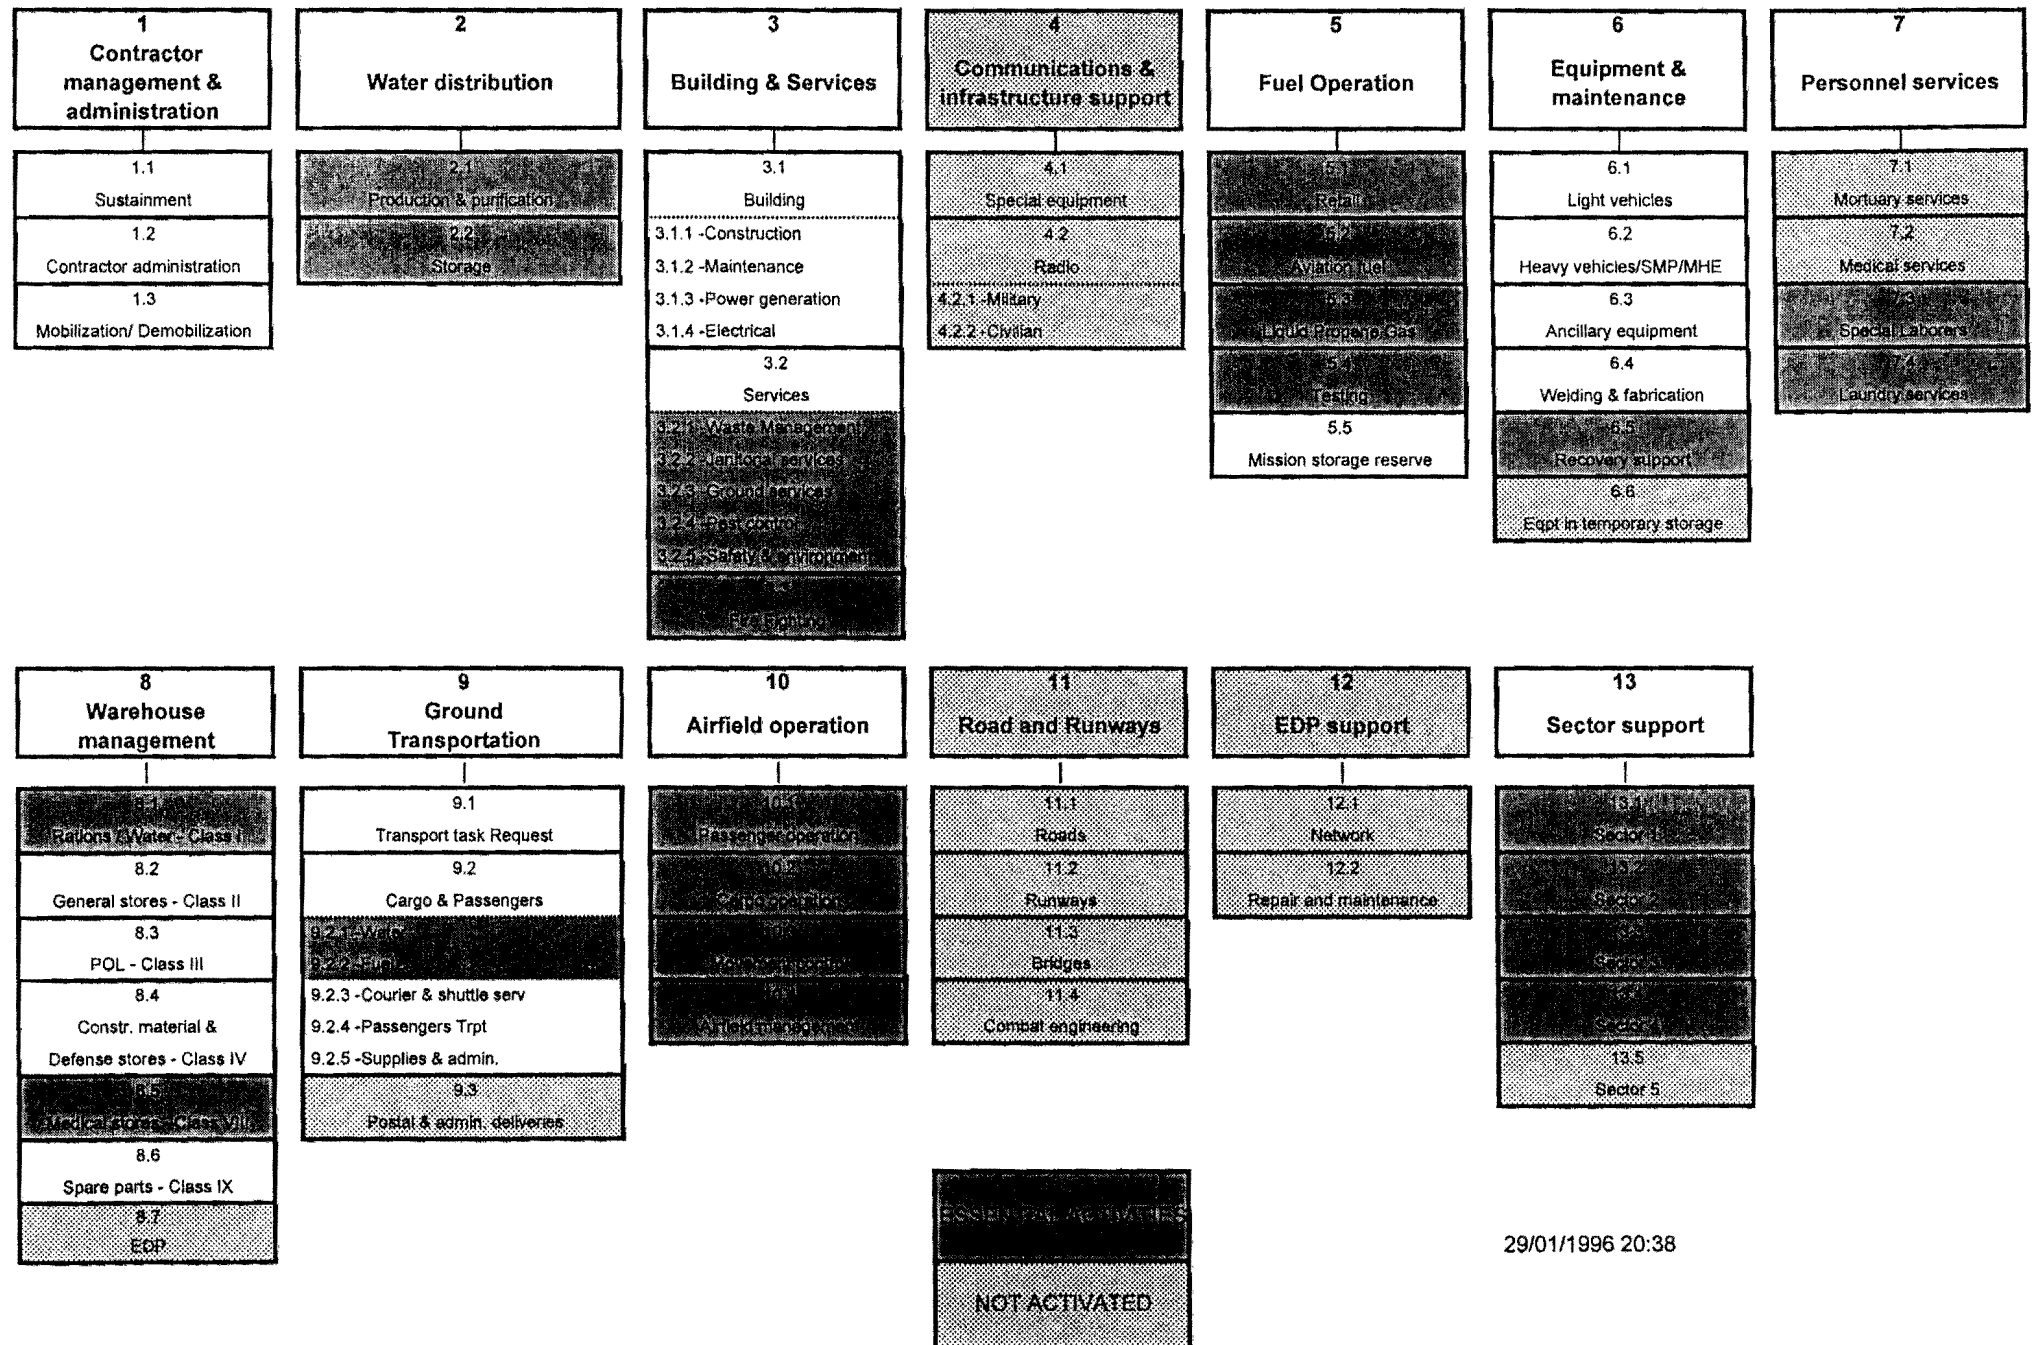 1
Contractor
management &
administration
1.1
Sustainment
1.2
Contractor administration
1.3
Mobilization/ Demobilization
2
Water distribution
2.1
Production & purification
2.2
Storage
3
Building & Services
3.1
Building
3.1.1 -Construction
3.1.2 -Maintenance
3.1.3 -Power generation
3.1.4 -Electrical
3.2
Services
3.2.1 -Waste Management
3.2.2 -Janitorial services
3.2.3 -Ground services
3.2.4 -Pest control
3.2.5 -Safety & environment
Fire Fighting
4
Communications &
infrastructure support
4.1
Special equipment
4.2
Radio
4.2.1 -Military
4.2.2 -Civilian
5
Fuel Operation
5.1
Retail
5.2
Aviation fuel
5.3
Liquid Propene Gas
5.4
Testing
5.5
Mission storage reserve
6
Equipment &
maintenance
6.1
Light vehicles
6.2
Heavy vehicles/SMP/MHE
6.3
Ancillary equipment
6.4
Welding & fabrication
6.5
Recovery support
6.6
Eqpt in temporary storage
7
Personnel services
7.1
Mortuary services
7.2
Medical services
7.3
Special Laborers
7.4
Laundry services
8
Warehouse
management
8.1
Rations / Water - Class I
8.2
General stores - Class II
8.3
POL - Class III
8.4
Constr. material &
Defense stores - Class IV
8.5
Medical stores - Class VIII
8.6
Spare parts - Class IX
8.7
EDP
9
Ground
Transportation
9.1
Transport task Request
9.2
Cargo & Passengers
9.2.1 -Water
9.2.2 -Fuel
9.2.3 -Courier & shuttle serv
9.2.4 -Passengers Trpt
9.2.5 -Supplies & admin.
9.3
Postal & admin. deliveries
10
Airfield operation
10.1
Passenger operation
10.2
Cargo operation
Movement control
Airfield management
11
Road and Runways
11.1
Roads
11.2
Runways
11.3
Bridges
11.4
Combat engineering
12
EDP support
12.1
Network
12.2
Repair and maintenance
13
Sector support
13.1
Sector 1
13.2
Sector 2
13.3
Sector 3
13.4
Sector 4
13.5
Sector 5
ESSENTIAL ACTIVITIES
NOT ACTIVATED
29/01/1996 20:38